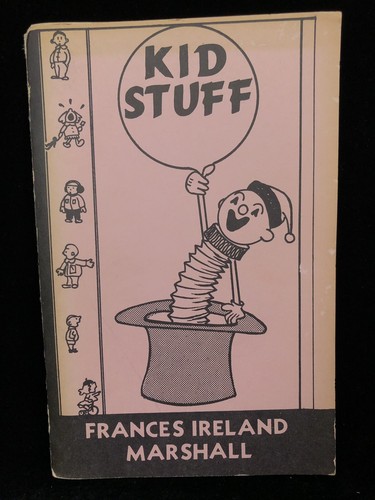 KID
STUFF
FRANCES IRELAND
MARSHALL